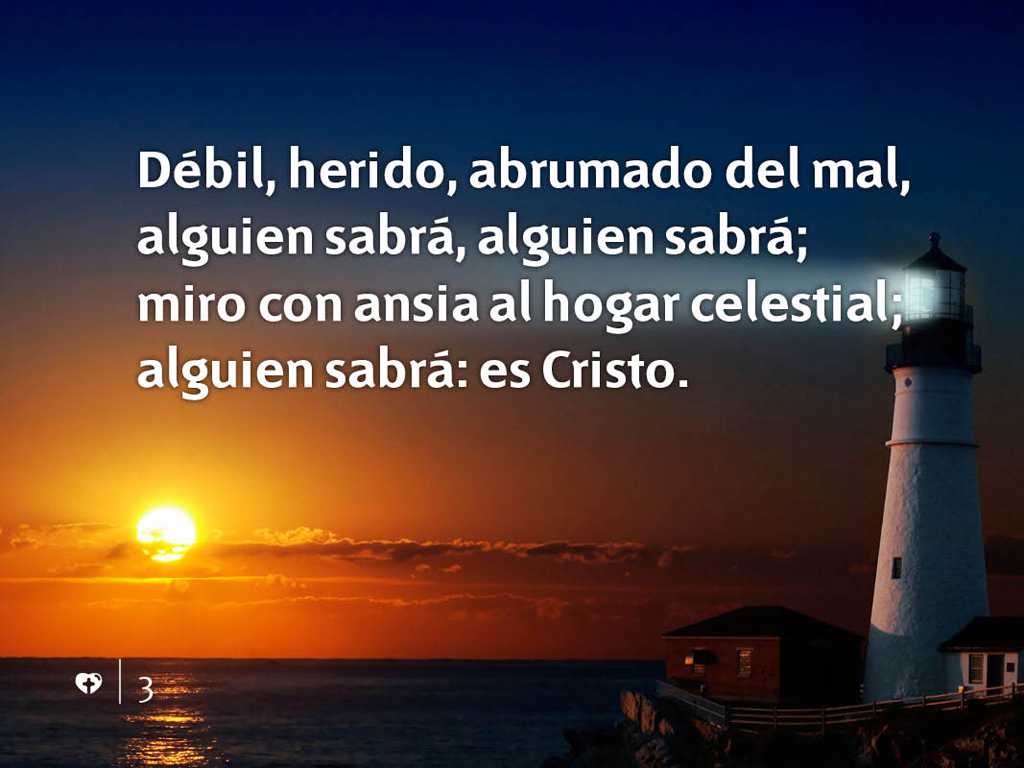 Débil, herido, abrumado del mal,
alguien sabrá, alguien sabrá;
miro con ansia al hogar celestial;
alguien sabrá: es Cristo.
3